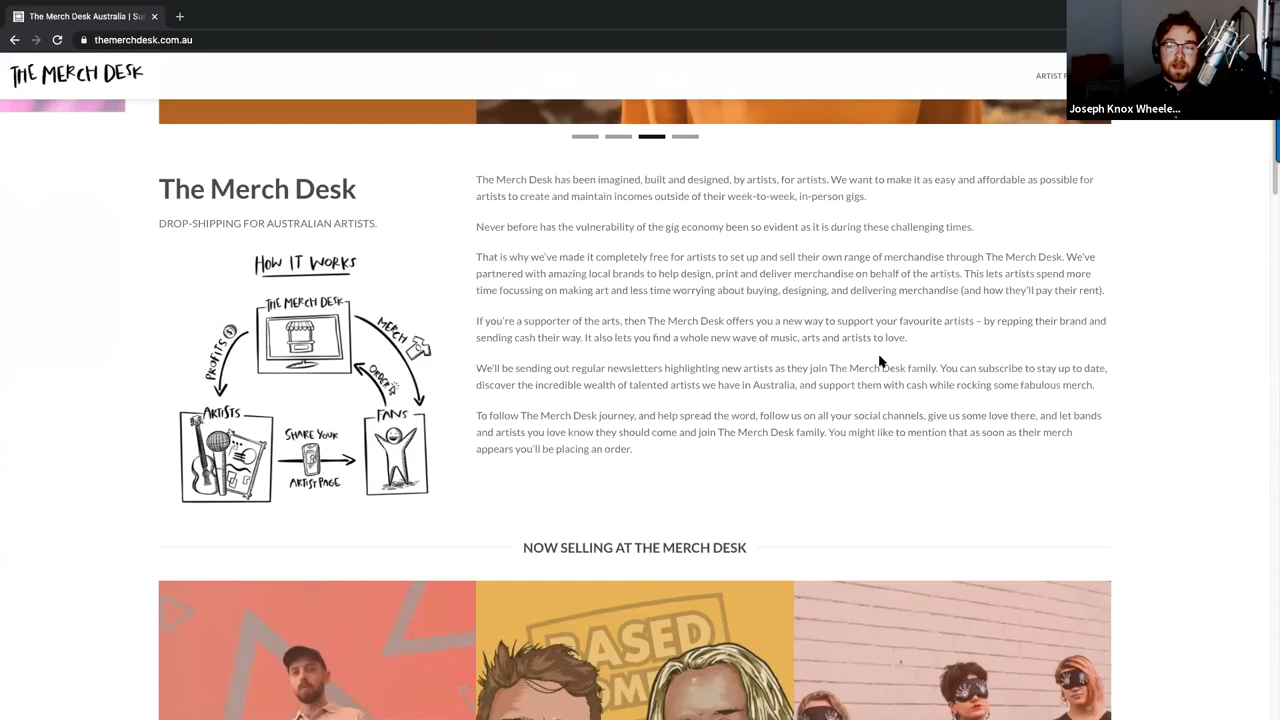 The Merch Desk Australia | Su
themerchdesk.com.au
THE MERCH DESK
ARTIST
Joseph Knox Wheele...
The Merch Desk
DROP-SHIPPING FOR AUSTRALIAN ARTISTS.
HOW IT WORKS
THE MERCH DESK
PROFITS
MERCH
ORDERS
ARTISTS
FANS
SHARE YOUR
ARTIST PAGE
The Merch Desk has been imagined, built and designed, by artists, for artists. We want to make it as easy and affordable as possible for
artists to create and maintain incomes outside of their week-to-week, in-person gigs.
Never before has the vulnerability of the gig economy been so evident as it is during these challenging times.
That is why we've made it completely free for artists to set up and sell their own range of merchandise through The Merch Desk. We've
partnered with amazing local brands to help design, print and deliver merchandise on behalf of the artists. This lets artists spend more
time focussing on making art and less time worrying about buying, designing, and delivering merchandise (and how they'll pay their rent).
If you're a supporter of the arts, then The Merch Desk offers you a new way to support your favourite artists – by repping their brand and
sending cash their way. It also lets you find a whole new wave of music, arts and artists to love.
We'll be sending out regular newsletters highlighting new artists as they join The Merch Desk family. You can subscribe to stay up to date,
discover the incredible wealth of talented artists we have in Australia, and support them with cash while rocking some fabulous merch.
To follow The Merch Desk journey, and help spread the word, follow us on all your social channels, give us some love there, and let bands
and artists you love know they should come and join The Merch Desk family. You might like to mention that as soon as their merch
appears you'll be placing an order.
NOW SELLING AT THE MERCH DESK
BASED